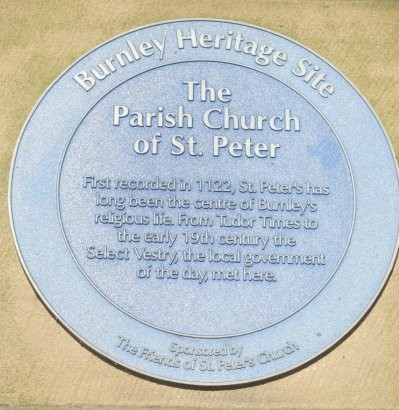 Burnley Heritage Site
The
Parish Church
of St. Peter
First recorded in 1122, St. Peter's has
long been the centre of Burnley's
religious life. From Tudor Times to
the early 19th century the
Select Vestry, the local government
of the day, met here.
Sponsored by
The Friends of St. Peter's Church